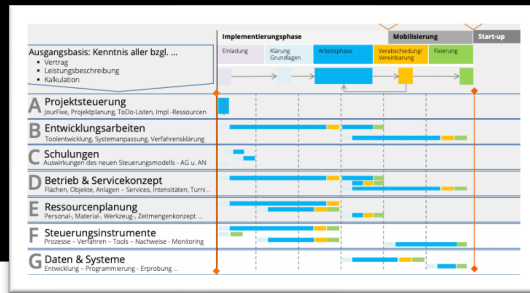 Implementierungsphase
Mobilisierung
Start-up
Einladung
Klärung Grundlagen
Arbeitsphase
Verabschiedung/ Vereinbarung
Fixierung
Ausgangsbasis: Kenntnis aller bzgl. ...
▪ Vertrag
▪ Leistungsbeschreibung
▪ Kalkulation
A Projektsteuerung
JourFixe, Projektplanung, ToDo-Listen, Impl.-Ressourcen
B Entwicklungsarbeiten
Toolentwicklung, Systemanpassung, Verfahrensklärung
C Schulungen
Auswirkungen des neuen Steuerungsmodells - AG u. AN
D Betrieb & Servicekonzept
Flächen, Objekte, Anlagen – Services, Intensitäten, Turni...
E Ressourcenplanung
Personal-, Material-, Werkzeug-, Zeitmengenkonzept ...
F Steuerungsinstrumente
Prozesse – Verfahren – Tools – Nachweise - Monitoring
G Daten & Systeme
Entwicklung – Programmierung - Erprobung ...